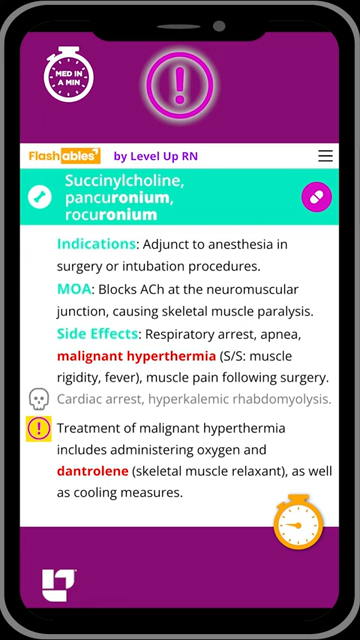 MED IN
A MIN
Flashables by Level Up RN
Succinylcholine,
pancuronium,
rocuronium
Indications: Adjunct to anesthesia in
surgery or intubation procedures.
MOA: Blocks ACh at the neuromuscular
junction, causing skeletal muscle paralysis.
Side Effects: Respiratory arrest, apnea,
malignant hyperthermia (S/S: muscle
rigidity, fever), muscle pain following surgery.
Cardiac arrest, hyperkalemic rhabdomyolysis.
Treatment of malignant hyperthermia
includes administering oxygen and
dantrolene (skeletal muscle relaxant), as well
as cooling measures.